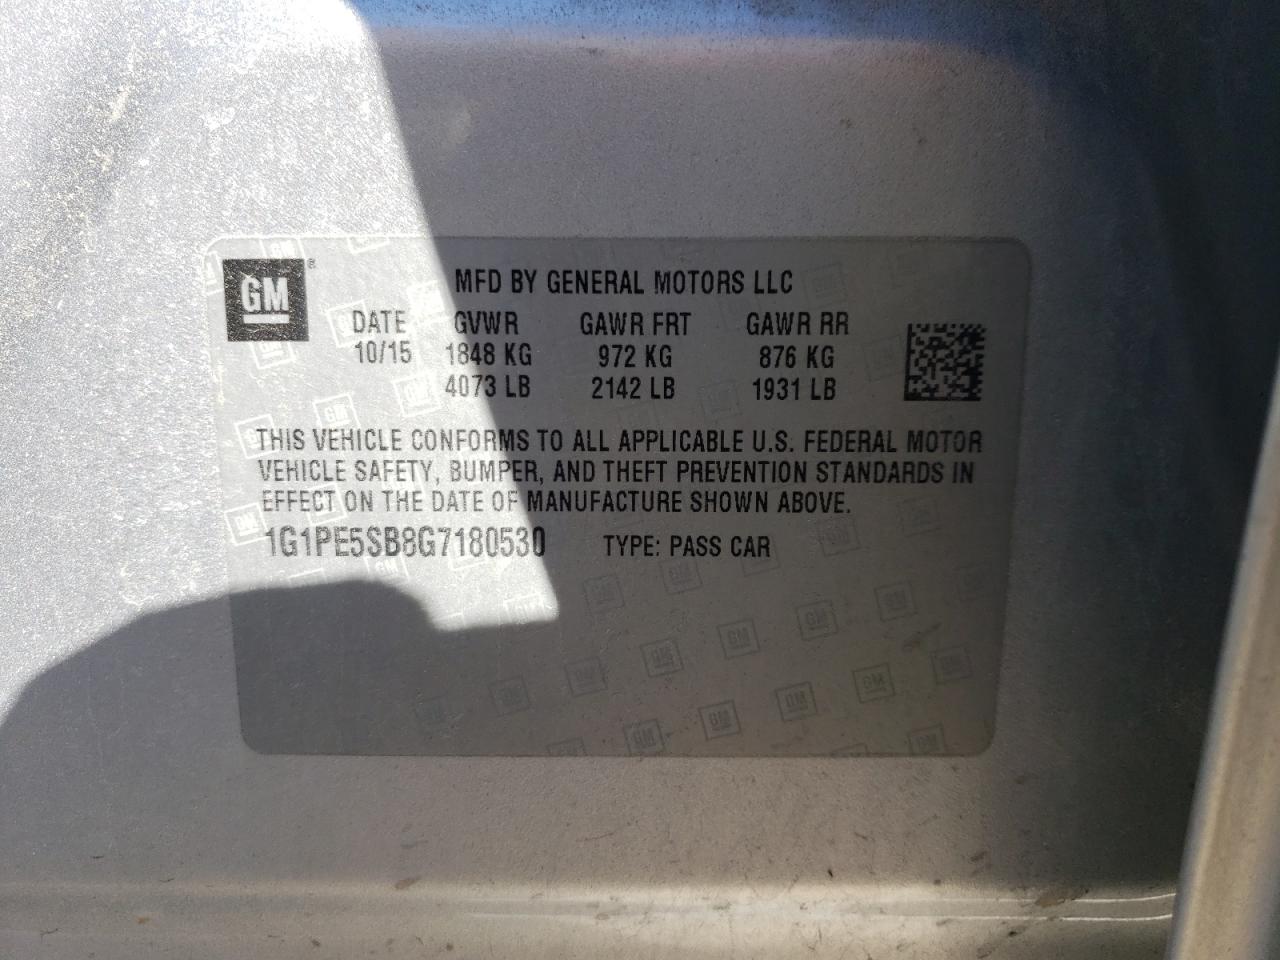 GM
MFD BY GENERAL MOTORS LLC
DATE GVWR GAWR FRT GAWR RR
10/15 1848 KG 972 KG 876 KG
4073 LB 2142 LB 1931 LB
THIS VEHICLE CONFORMS TO ALL APPLICABLE U.S. FEDERAL MOTOR
VEHICLE SAFETY, BUMPER, AND THEFT PREVENTION STANDARDS IN
EFFECT ON THE DATE OF MANUFACTURE SHOWN ABOVE.
1G1PE5SB8G7180530 TYPE: PASS CAR